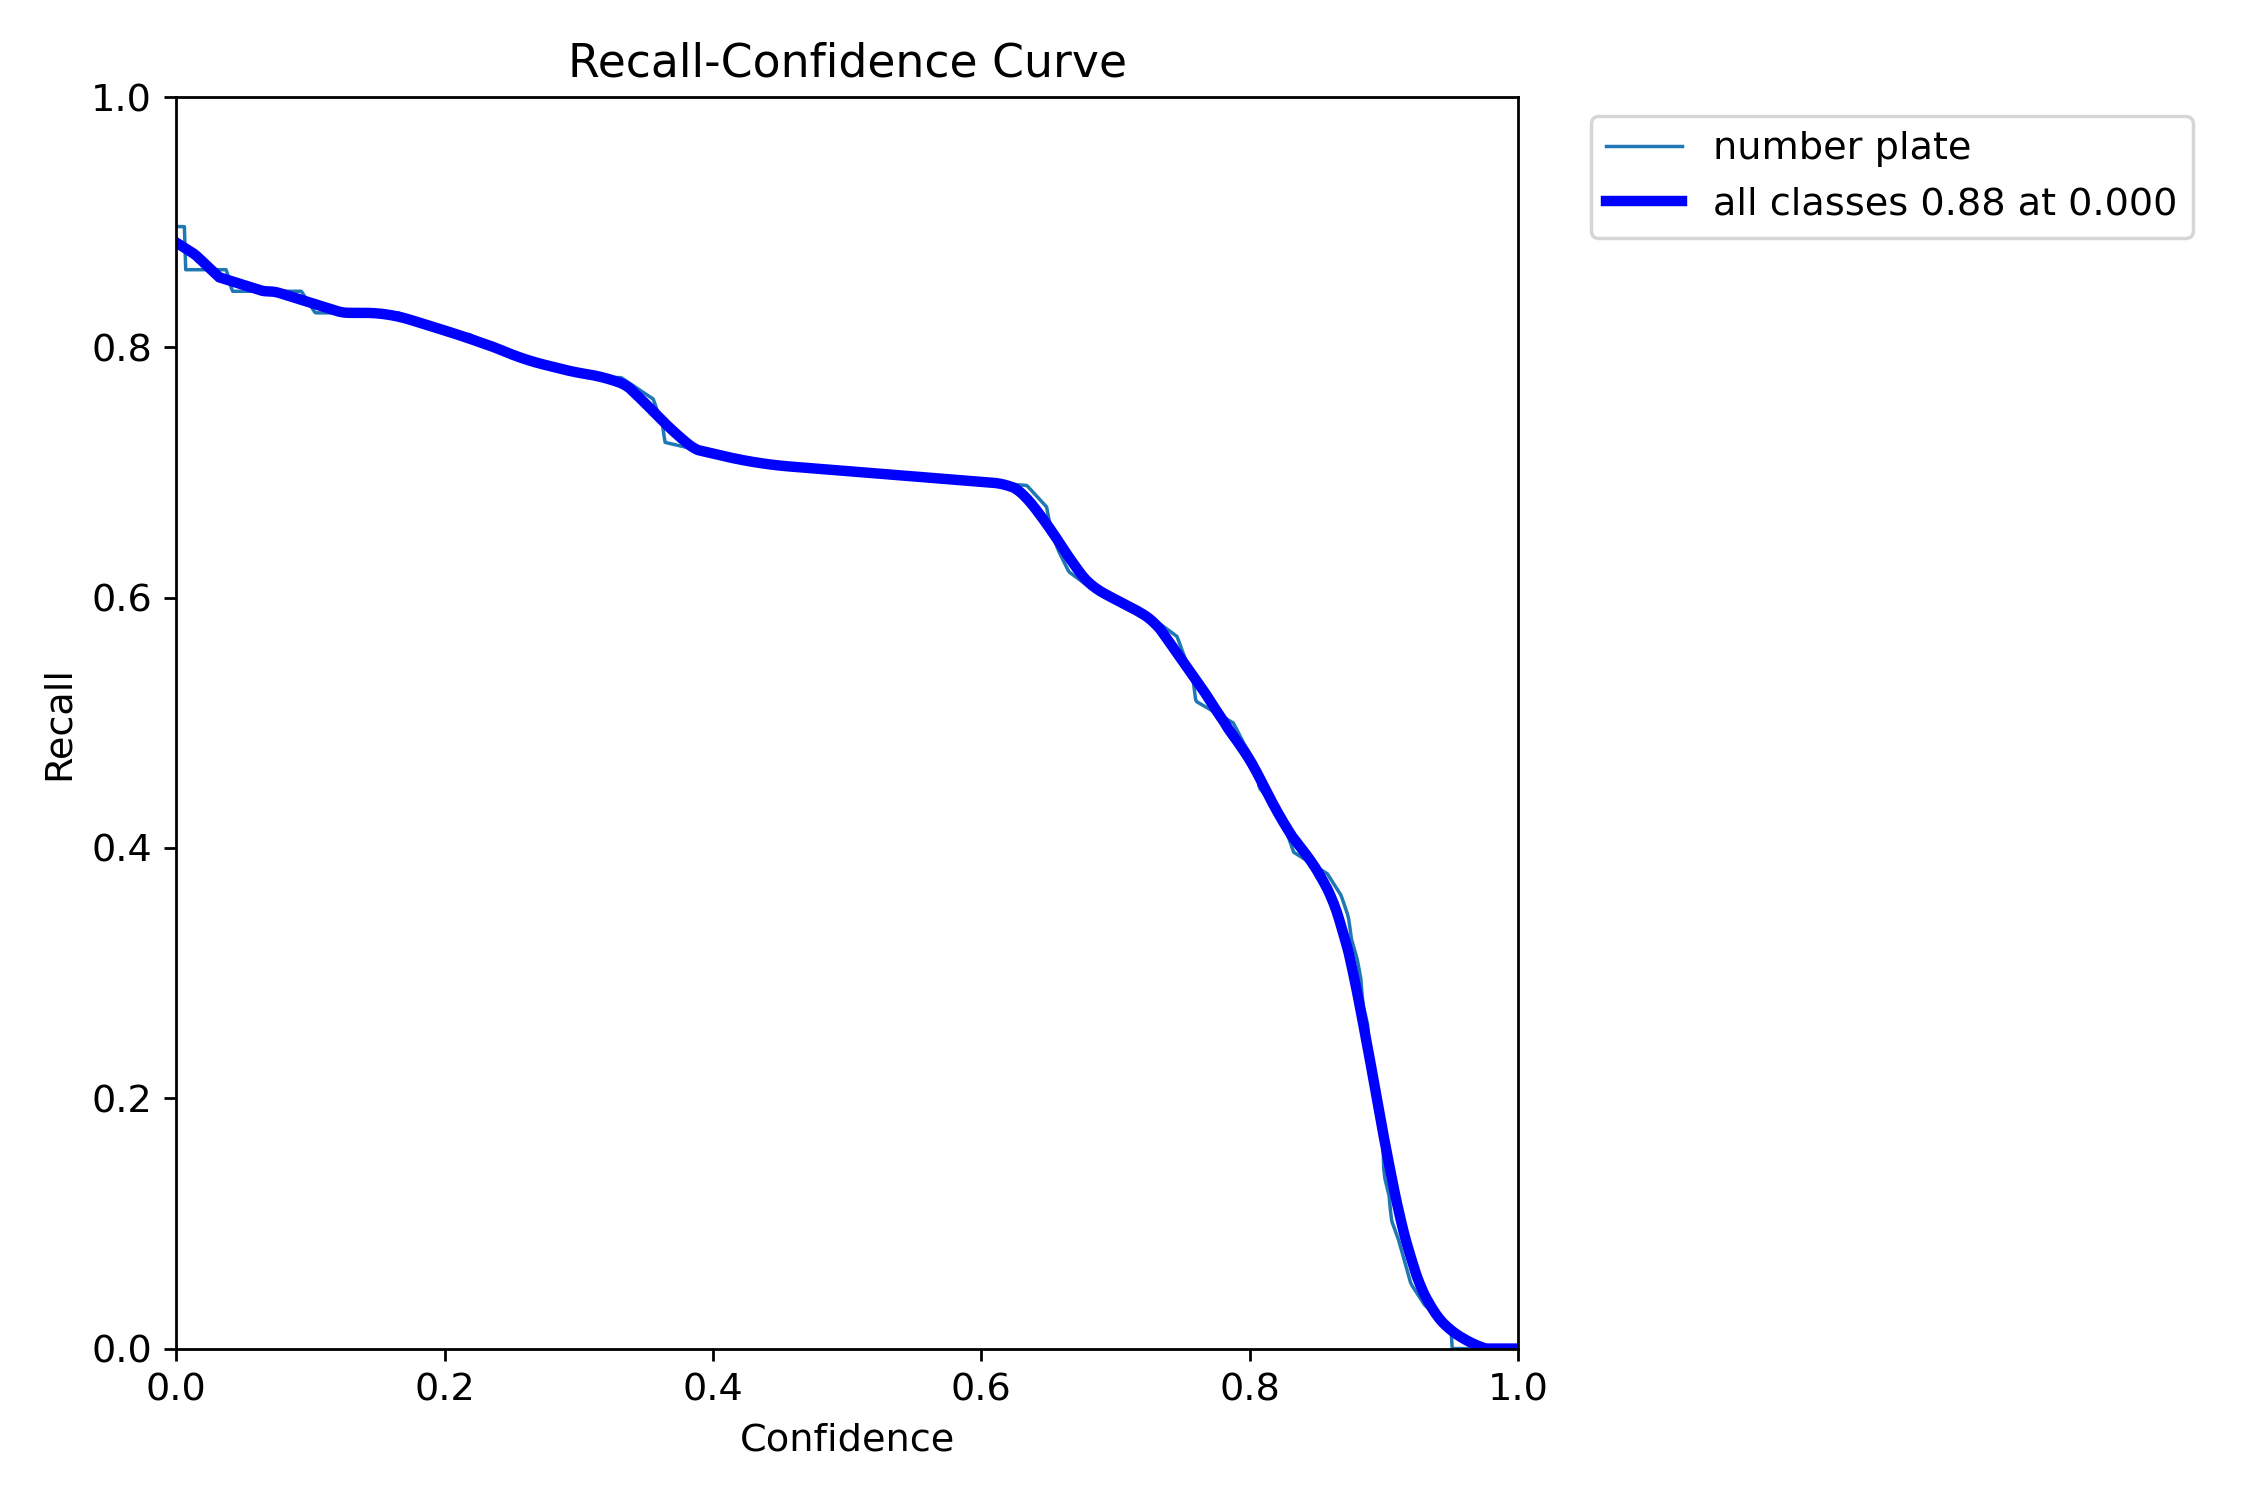 Recall-Confidence Curve
1.0
0.8
0.6
0.4
0.2
0.0
Recall
0.0 0.2 0.4 0.6 0.8 1.0
Confidence
number plate
all classes 0.88 at 0.000